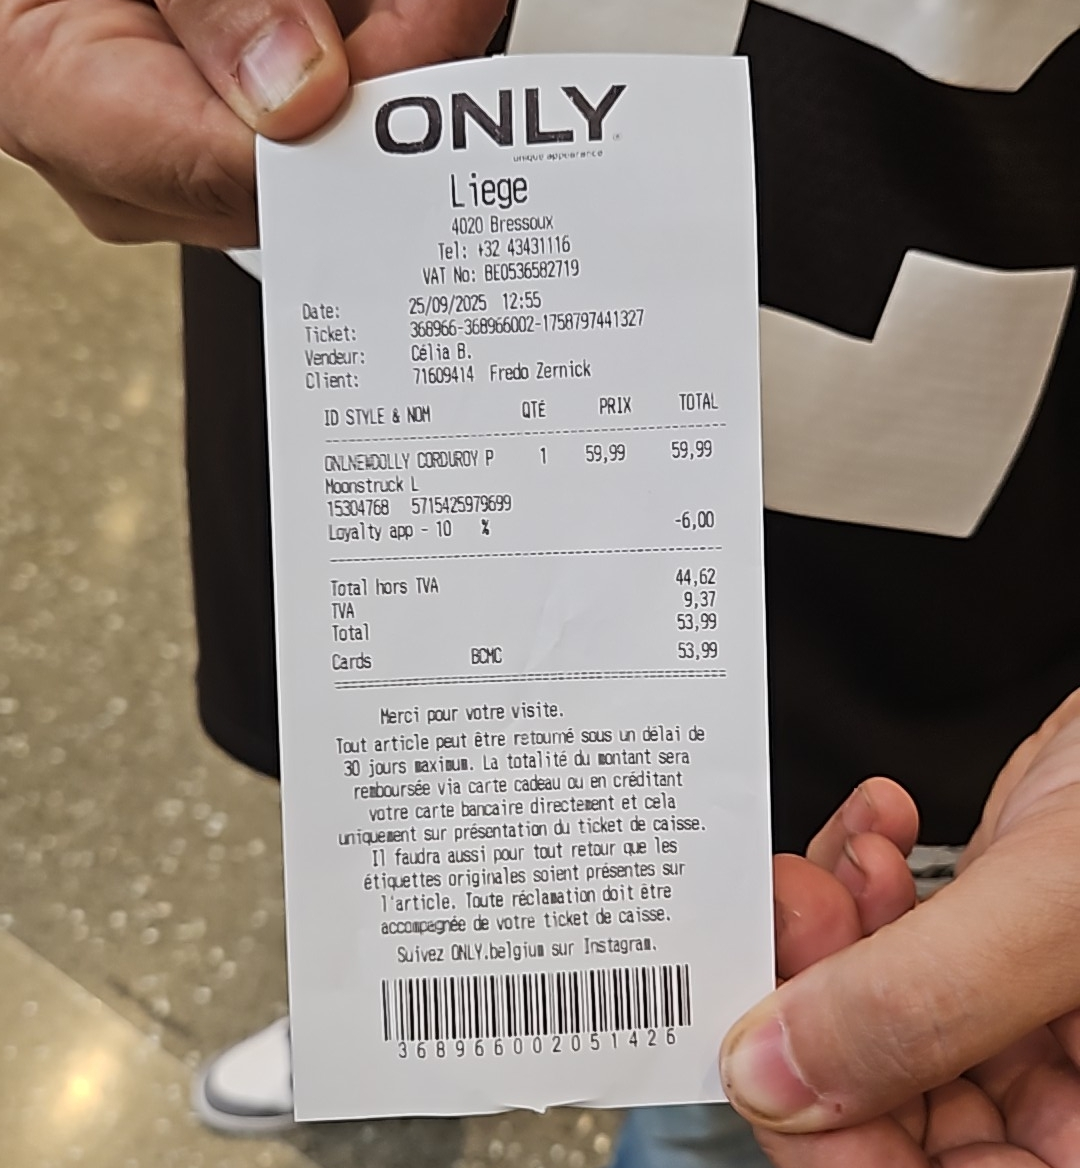 ONLY
unique appearance
Liege
4020 Bressoux
Tel: +32 43431116
VAT No: BE0536582719
Date: 25/09/2025 12:55
Ticket: 368966-368966002-1758797441327
Vendeur: Célia B.
Client: 71609414 Fredo Zernick
ID STYLE & NOM QTÉ PRIX TOTAL
ONLNEWDOLLY CORDUROY P 1 59,99 59,99
Moonstruck L
15304768 5715425979699
Loyalty app - 10 % -6,00
Total hors TVA 44,62
TVA 9,37
Total 53,99
Cards BCMC 53,99
Merci pour votre visite.
Tout article peut être retourné sous un délai de
30 jours maximum. La totalité du montant sera
remboursée via carte cadeau ou en créditant
votre carte bancaire directement et cela
uniquement sur présentation du ticket de caisse.
Il faudra aussi pour tout retour que les
étiquettes originales soient présentes sur
l'article. Toute réclamation doit être
accompagnée de votre ticket de caisse.
Suivez ONLY.belgium sur Instagram.
368966002051426